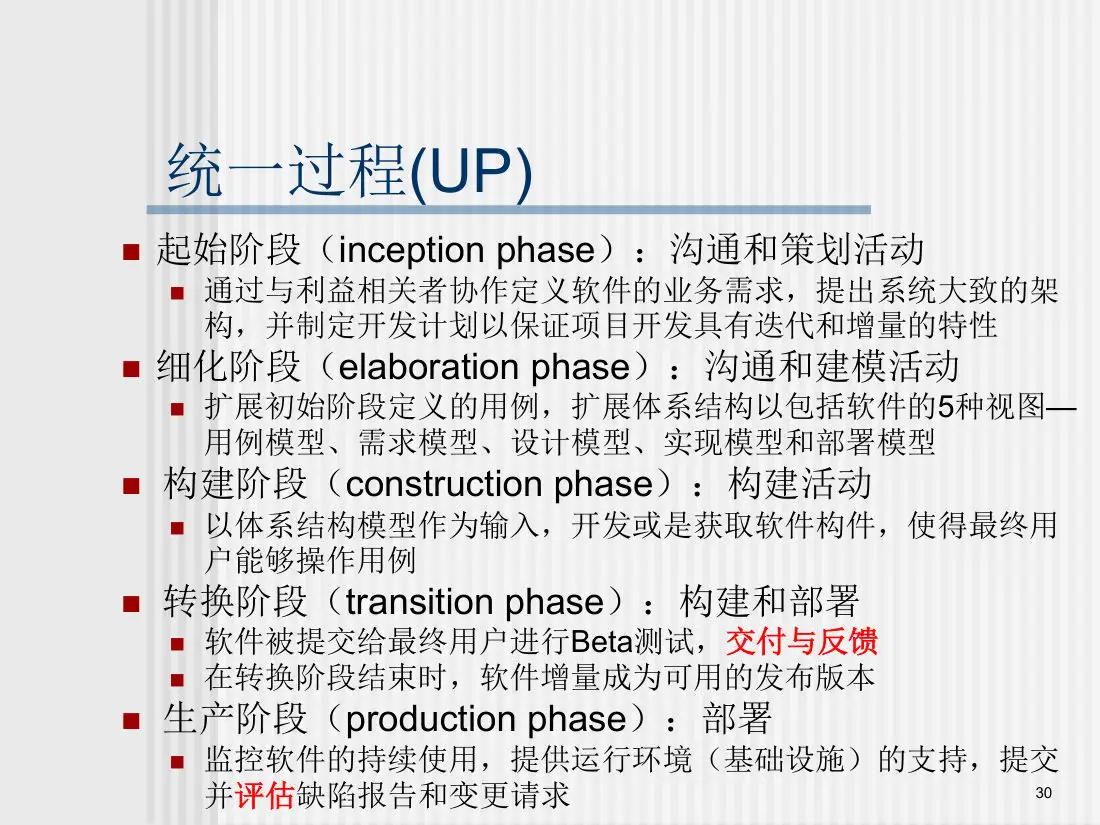 统一过程(UP)
起始阶段（inception phase）：沟通和策划活动
通过与利益相关者协作定义软件的业务需求，提出系统大致的架
构，并制定开发计划以保证项目开发具有迭代和增量的特性
细化阶段（elaboration phase）：沟通和建模活动
扩展初始阶段定义的用例，扩展体系结构以包括软件的5种视图—
用例模型、需求模型、设计模型、实现模型和部署模型
构建阶段（construction phase）：构建活动
以体系结构模型作为输入，开发或是获取软件构件，使得最终用
户能够操作用例
转换阶段（transition phase）：构建和部署
软件被提交给最终用户进行Beta测试，交付与反馈
在转换阶段结束时，软件增量成为可用的发布版本
生产阶段（production phase）：部署
监控软件的持续使用，提供运行环境（基础设施）的支持，提交
并评估缺陷报告和变更请求
30